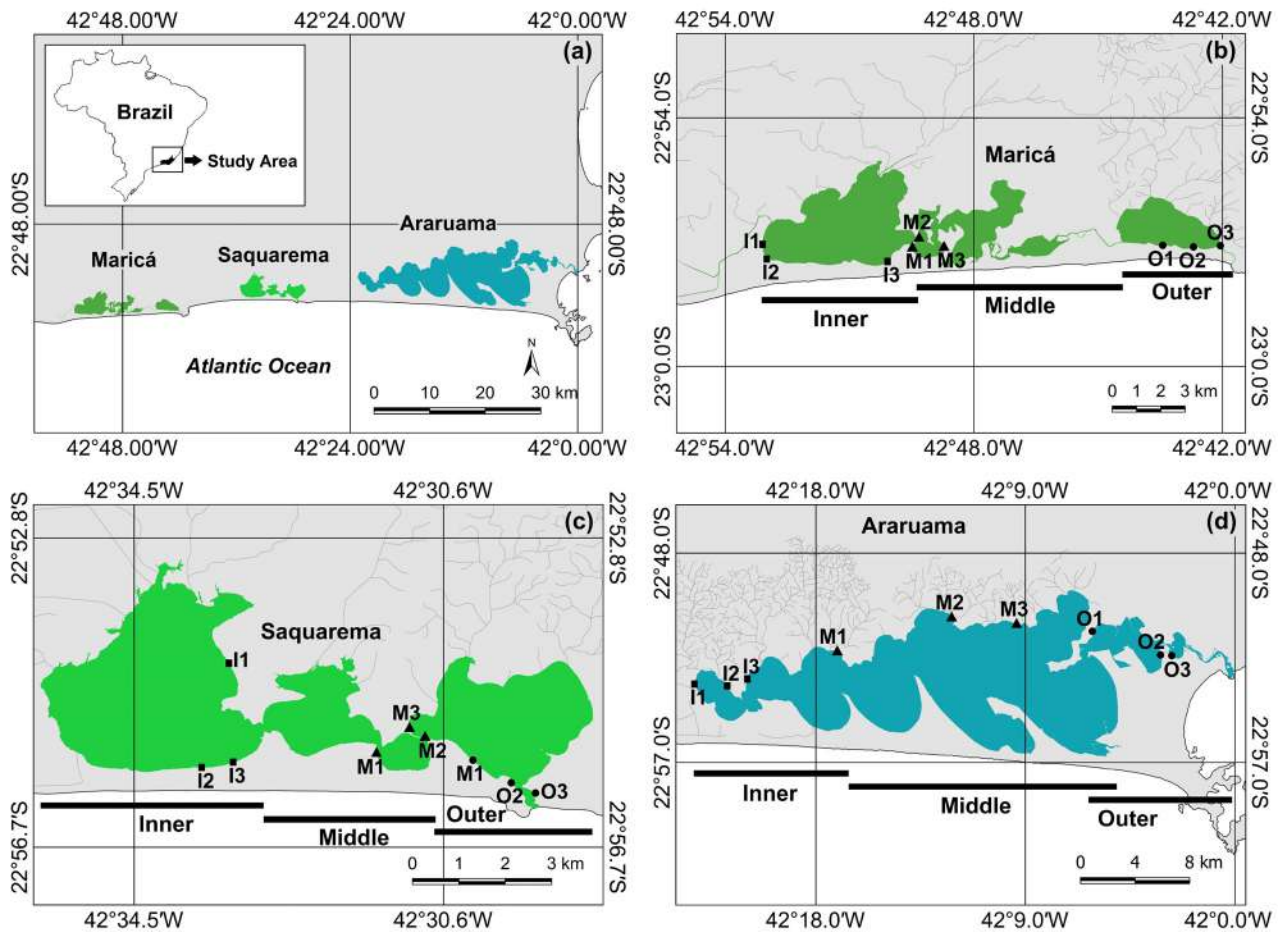 42°48.00'W 42°24.00'W 42°0.00'W
(a)
Brazil
Study Area
22°48.00'S
22°48.00'S
Araruama
Saquarema
Maricá
Atlantic Ocean
N
0 10 20 30 km
42°48.00'W 42°24.00'W 42°0.00'W
42°54.0'W 42°48.0'W 42°42.0'W
(b)
22°54.0'S
Maricá
I1
I2
I3
M2
M1
M3
O1
O2
O3
Inner
Middle
Outer
23°0.0'S
23°0.0'S
0 1 2 3 km
42°54.0'W 42°48.0'W 42°42.0'W
42°34.5'W 42°30.6'W
(c)
22°52.8'S
22°52.8'S
Saquarema
I1
I2
I3
M3
M2
M1
M1
O2
O3
Inner
Middle
Outer
22°56.7'S
22°56.7'S
0 1 2 3 km
42°34.5'W 42°30.6'W
42°18.0'W 42°9.0'W 42°0.0'W
(d)
Araruama
22°48.0'S
22°48.0'S
I1
I2
I3
M1
M2
M3
O1
O2
O3
22°57.0'S
22°57.0'S
Inner
Middle
Outer
0 4 8 km
42°18.0'W 42°9.0'W 42°0.0'W
22°54.0'S